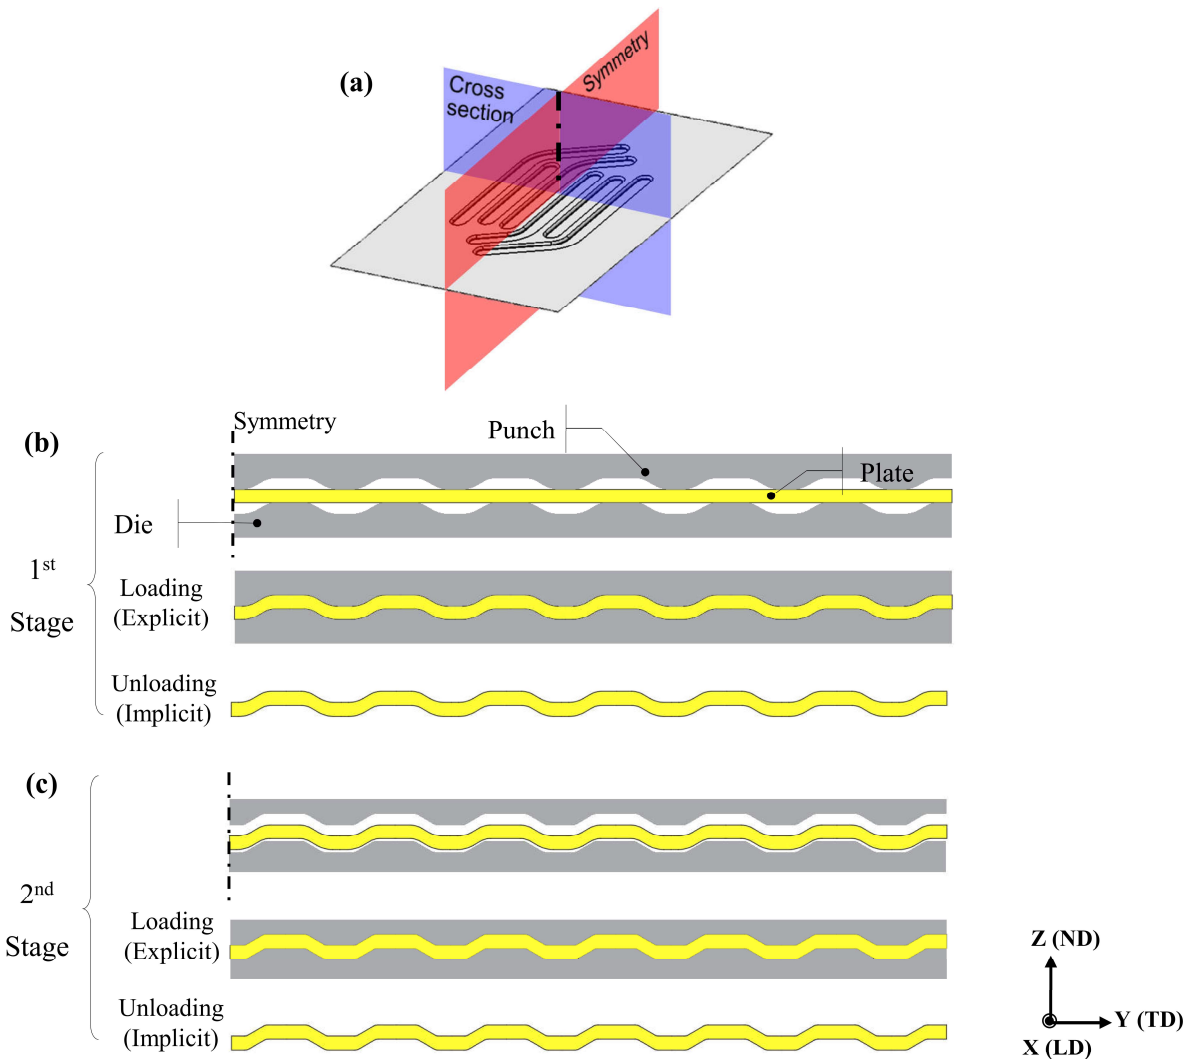 (a)
Cross
section
Symmetry
(b)
Symmetry
Punch
Plate
Die
1st
Stage
Loading
(Explicit)
Unloading
(Implicit)
(c)
2nd
Stage
Loading
(Explicit)
Unloading
(Implicit)
Z (ND)
Y (TD)
X (LD)